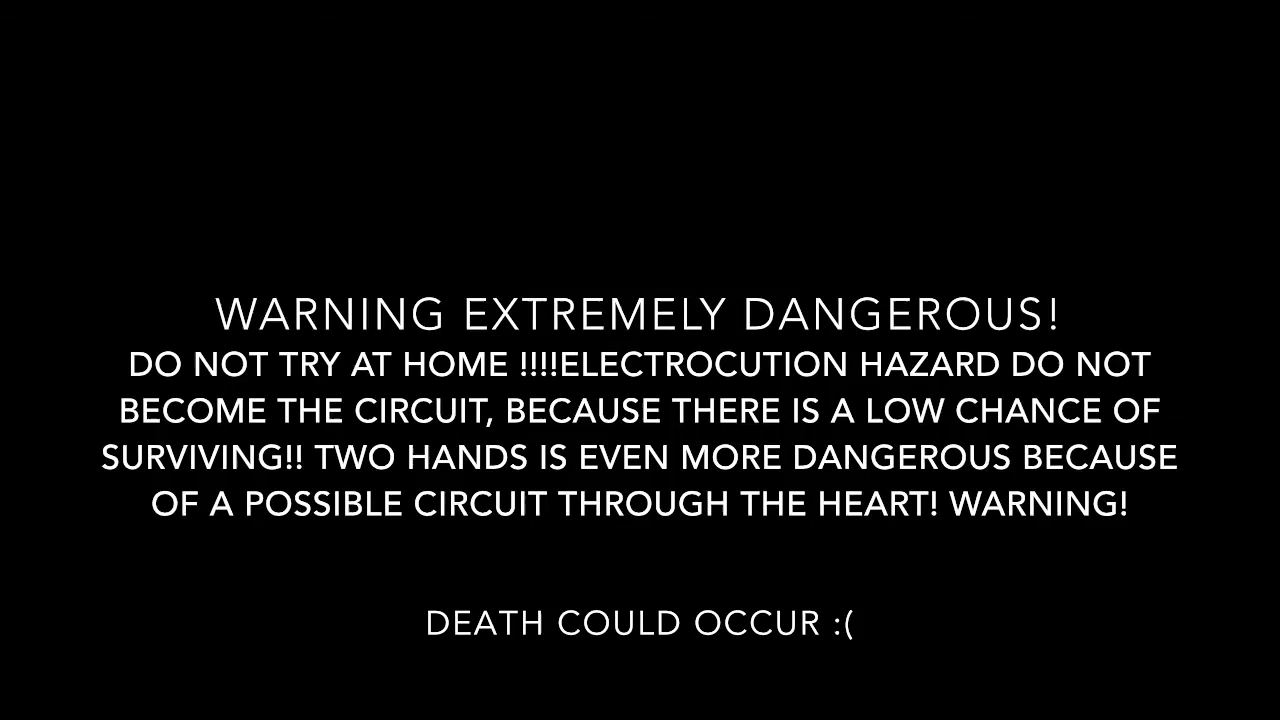 WARNING EXTREMELY DANGEROUS!
DO NOT TRY AT HOME !!!!ELECTROCUTION HAZARD DO NOT
BECOME THE CIRCUIT, BECAUSE THERE IS A LOW CHANCE OF
SURVIVING!! TWO HANDS IS EVEN MORE DANGEROUS BECAUSE
OF A POSSIBLE CIRCUIT THROUGH THE HEART! WARNING!
DEATH COULD OCCUR :(